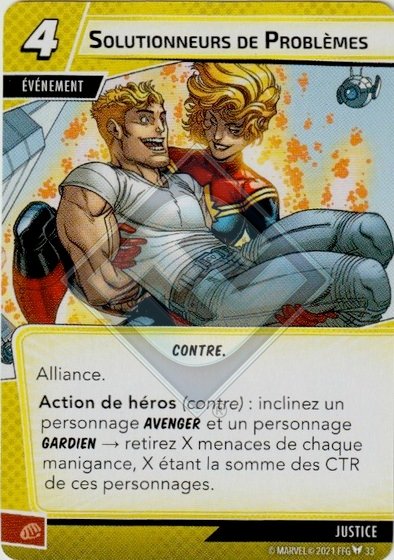 4
SOLUTIONNEURS DE PROBLÈMES
ÉVÉNEMENT
CONTRE.
Alliance.
Action de héros (contre) : inclinez un
personnage AVENGER et un personnage
GARDIEN → retirez X menaces de chaque
manigance, X étant la somme des CTR
de ces personnages.
®
JUSTICE
© MARVEL © 2021 FFG 33